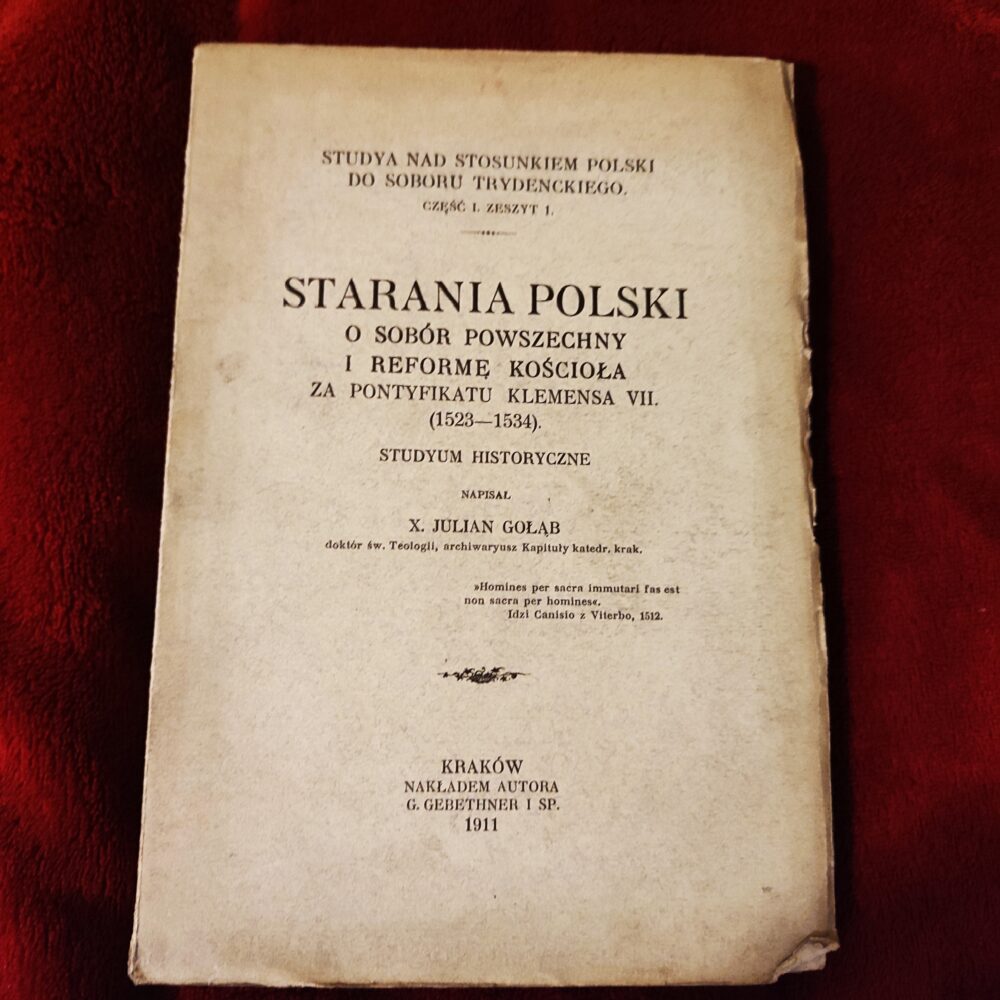 STUDYA NAD STOSUNKIEM POLSKI
DO SOBORU TRYDENCKIEGO.
CZĘŚĆ I. ZESZYT 1.
STARANIA POLSKI
O SOBÓR POWSZECHNY
I REFORMĘ KOŚCIOŁA
ZA PONTYFIKATU KLEMENSA VII.
(1523—1534).
STUDYUM HISTORYCZNE
NAPISAŁ
X. JULIAN GOŁĄB
doktór św. Teologii, archiwaryusz Kapituły katedr. krak.
»Homines per sacra immutari fas est
non sacra per homines«.
Idzi Canisio z Viterbo, 1512.
KRAKÓW
NAKŁADEM AUTORA
G. GEBETHNER I SP.
1911